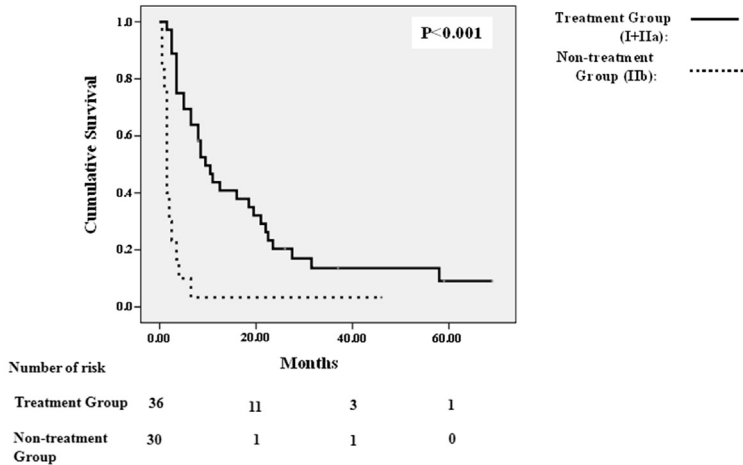 P<0.001
Treatment Group
(I+IIa):
Non-treatment
Group (IIb):
Cumulative Survival
1.0
0.8
0.6
0.4
0.2
0.0
0.00 20.00 40.00 60.00
Months
Number of risk
Treatment Group 36 11 3 1
Non-treatment
Group 30 1 1 0